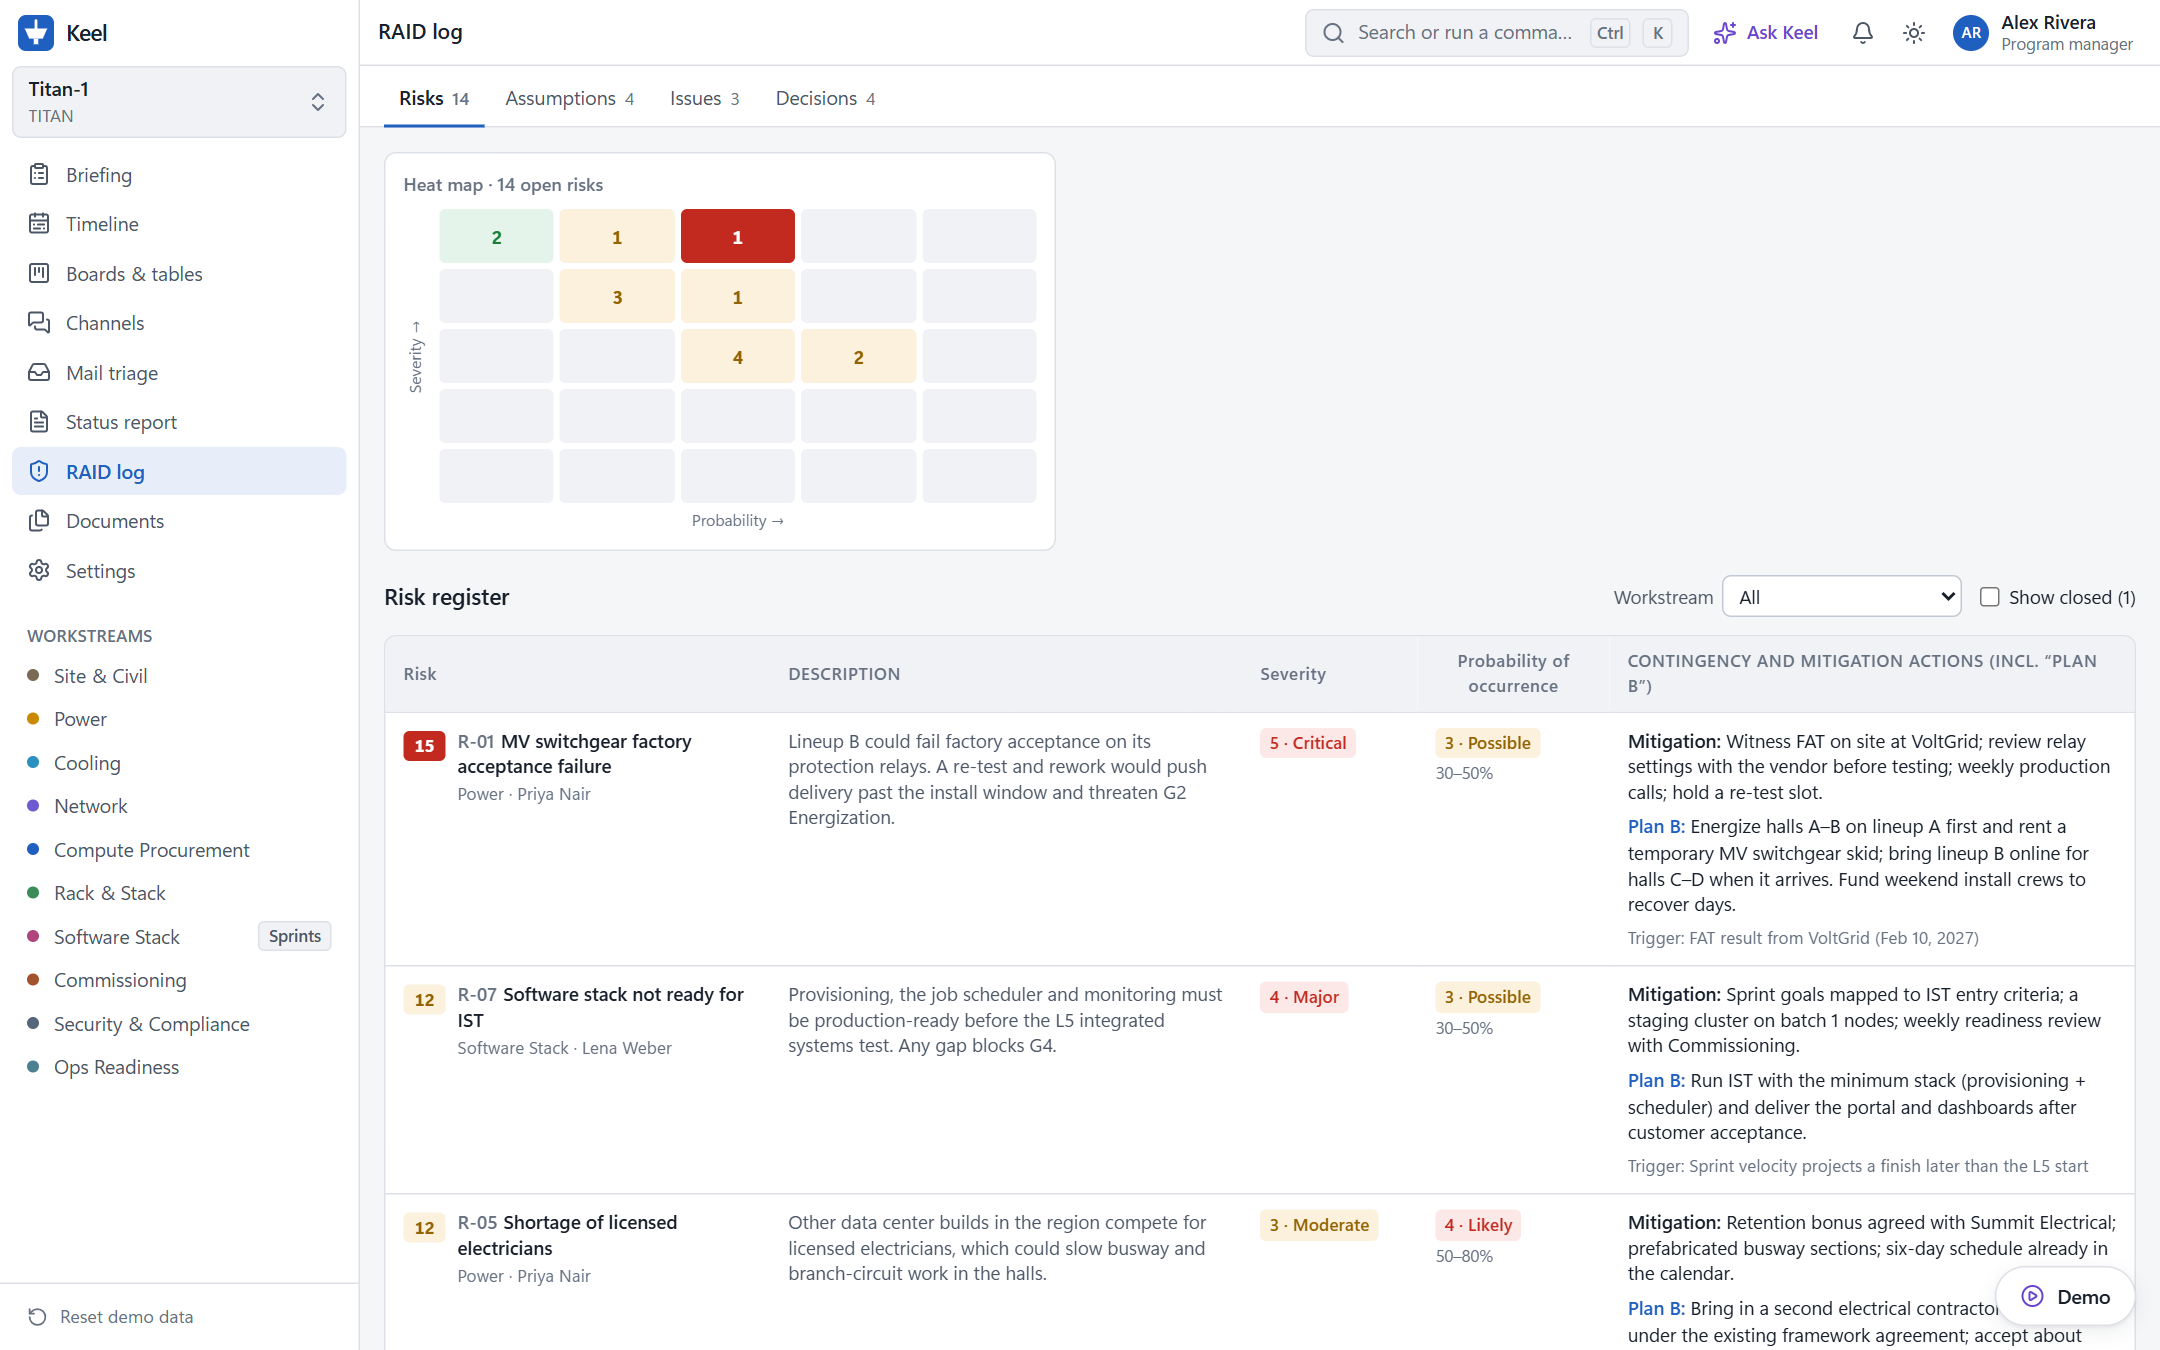 Keel
Titan-1
TITAN
Briefing
Timeline
Boards & tables
Channels
Mail triage
Status report
RAID log
Documents
Settings
WORKSTREAMS
Site & Civil
Power
Cooling
Network
Compute Procurement
Rack & Stack
Software Stack Sprints
Commissioning
Security & Compliance
Ops Readiness
Reset demo data
RAID log
Search or run a comma... Ctrl K
Ask Keel
AR
Alex Rivera
Program manager
Risks 14 Assumptions 4 Issues 3 Decisions 4
Heat map · 14 open risks
2 1 1
3 1
4 2
Severity →
Probability →
Risk register
Workstream All Show closed (1)
Risk DESCRIPTION Severity Probability of occurrence CONTINGENCY AND MITIGATION ACTIONS (INCL. “PLAN B”)
15 R-01 MV switchgear factory
acceptance failure
Power · Priya Nair
Lineup B could fail factory acceptance on its
protection relays. A re-test and rework would push
delivery past the install window and threaten G2
Energization.
5 · Critical
3 · Possible
30–50%
Mitigation: Witness FAT on site at VoltGrid; review relay
settings with the vendor before testing; weekly production
calls; hold a re-test slot.
Plan B: Energize halls A–B on lineup A first and rent a
temporary MV switchgear skid; bring lineup B online for
halls C–D when it arrives. Fund weekend install crews to
recover days.
Trigger: FAT result from VoltGrid (Feb 10, 2027)
12 R-07 Software stack not ready for
IST
Software Stack · Lena Weber
Provisioning, the job scheduler and monitoring must
be production-ready before the L5 integrated
systems test. Any gap blocks G4.
4 · Major
3 · Possible
30–50%
Mitigation: Sprint goals mapped to IST entry criteria; a
staging cluster on batch 1 nodes; weekly readiness review
with Commissioning.
Plan B: Run IST with the minimum stack (provisioning +
scheduler) and deliver the portal and dashboards after
customer acceptance.
Trigger: Sprint velocity projects a finish later than the L5 start
12 R-05 Shortage of licensed
electricians
Power · Priya Nair
Other data center builds in the region compete for
licensed electricians, which could slow busway and
branch-circuit work in the halls.
3 · Moderate
4 · Likely
50–80%
Mitigation: Retention bonus agreed with Summit Electrical;
prefabricated busway sections; six-day schedule already in
the calendar.
Plan B: Bring in a second electrical contractor
under the existing framework agreement; accept about
Demo